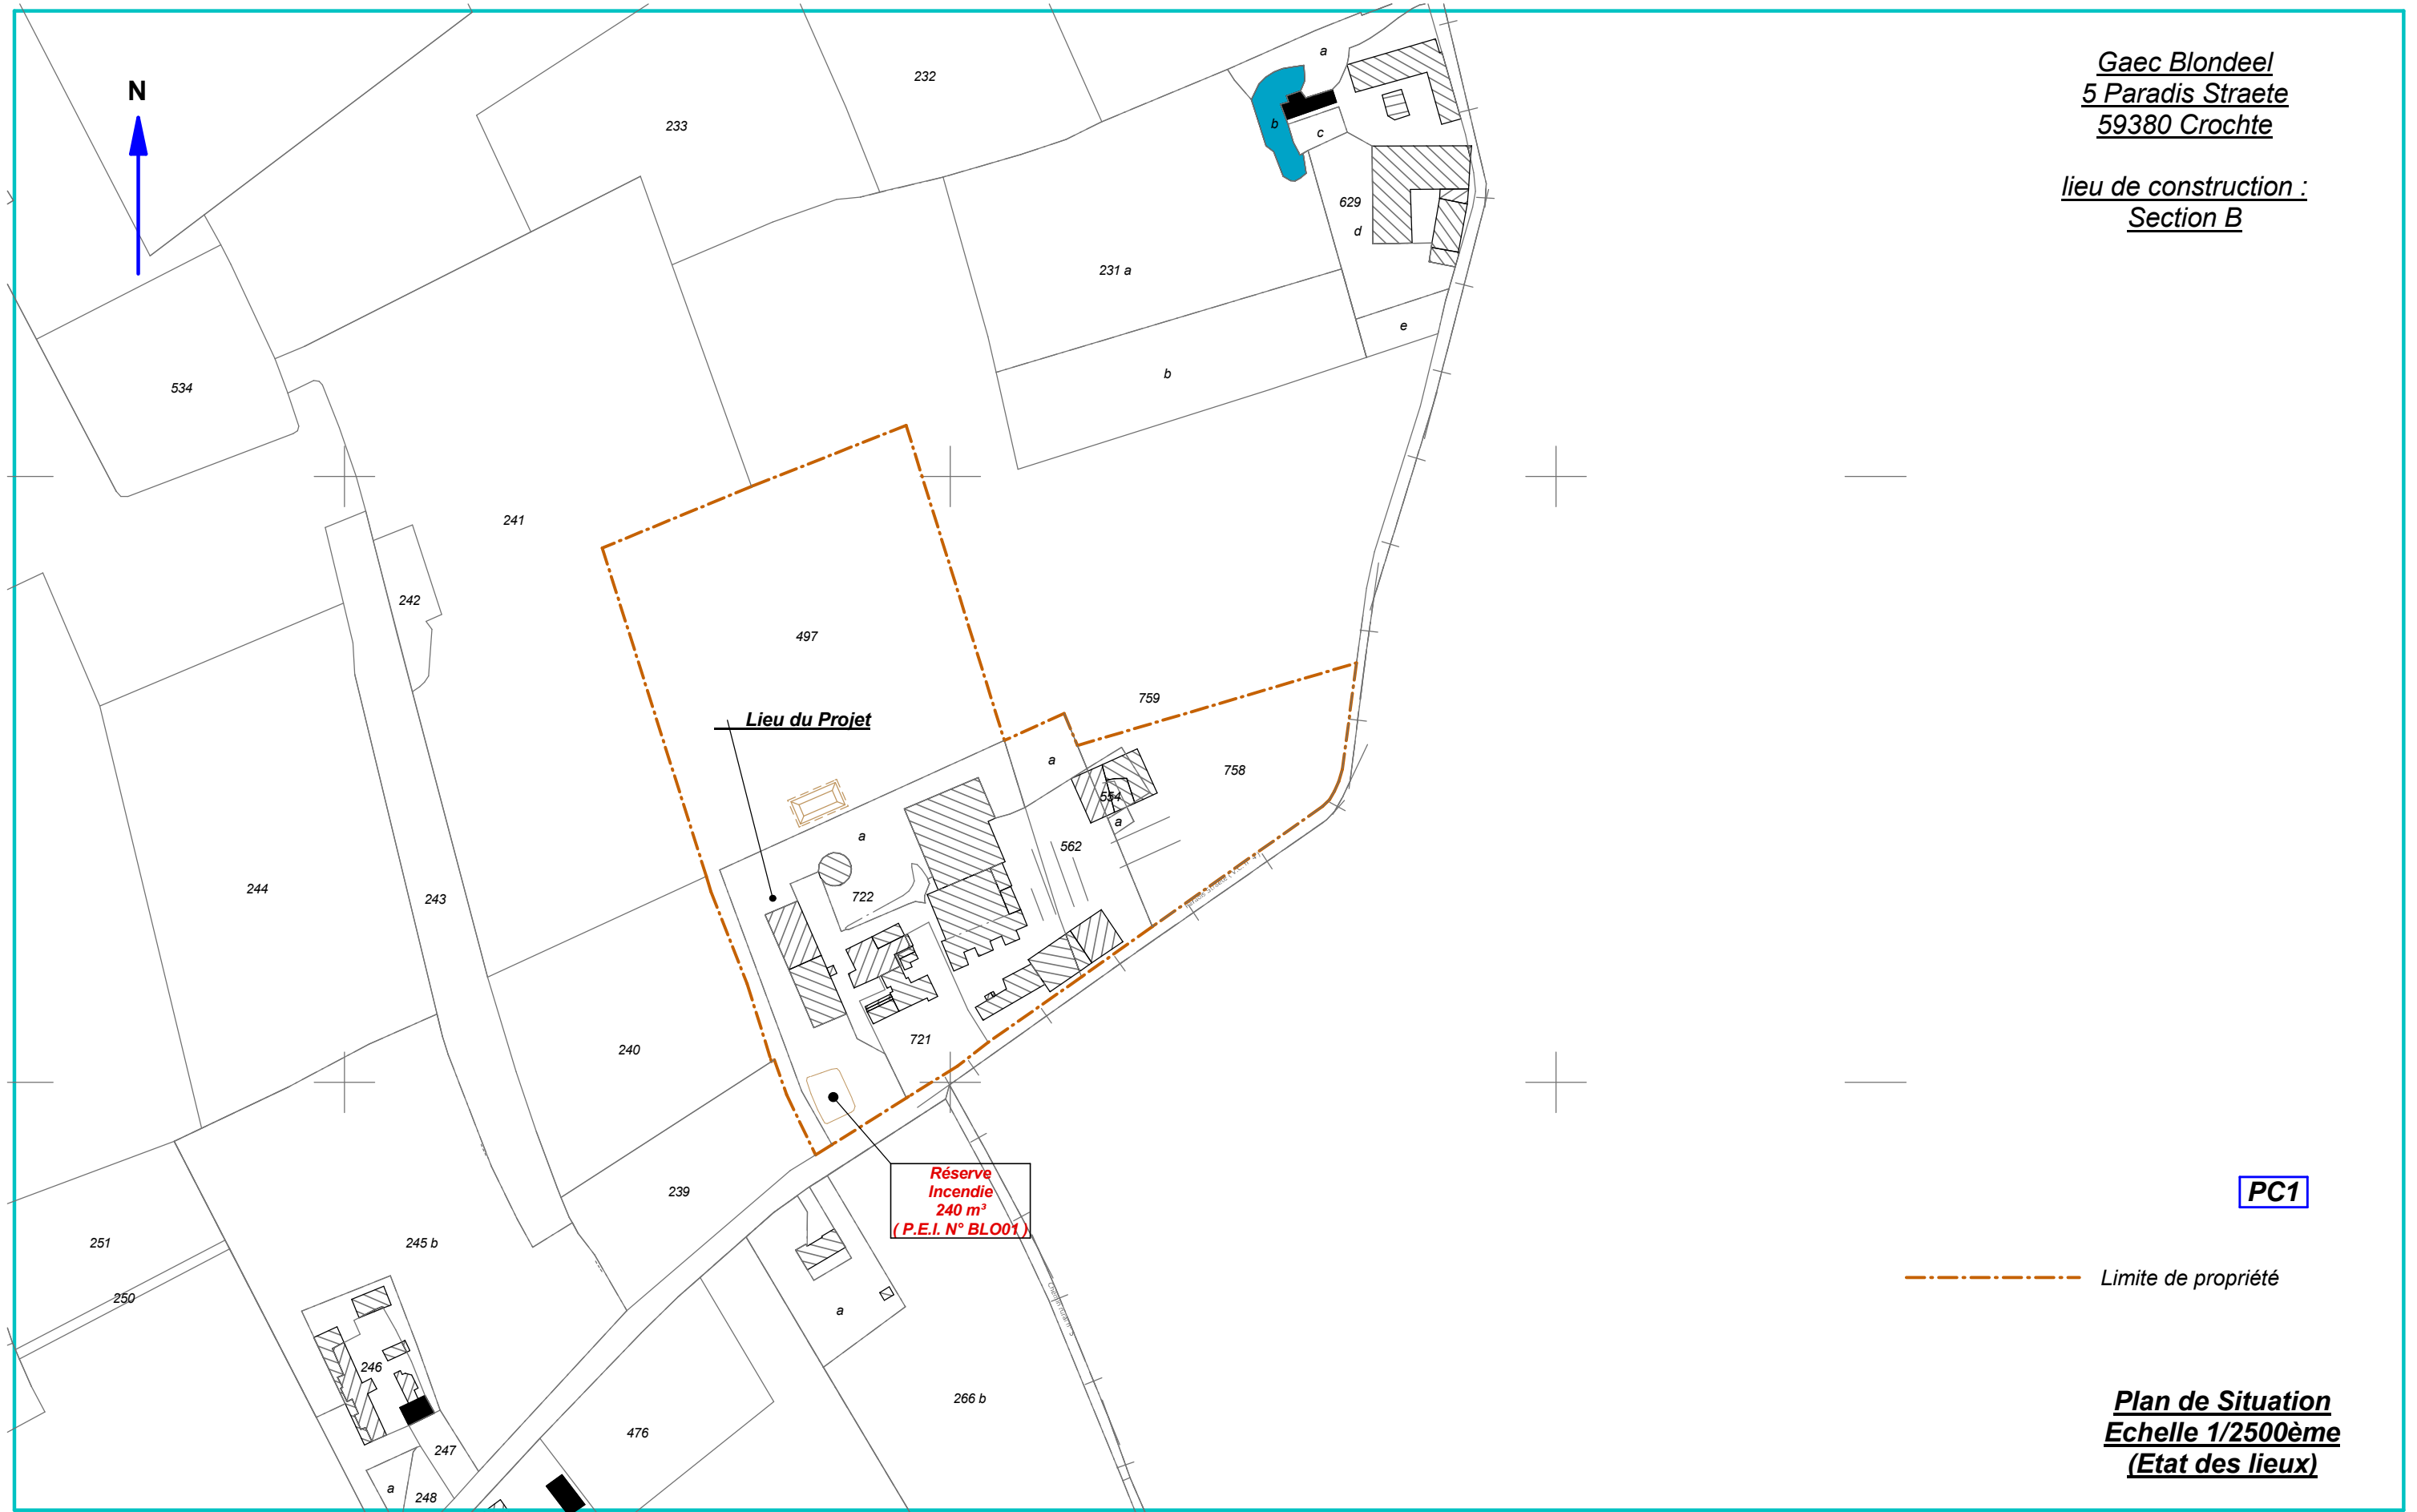 Gaec Blondeel
5 Paradis Straete
59380 Crochte
lieu de construction :
Section B
N
232
233
a
b
c
629
d
231 a
e
b
534
241
242
497
759
Lieu du Projet
a
758
554
a
a
562
244
243
722
240
721
239
Réserve
Incendie
240 m³
( P.E.I. N° BLO01 )
PC1
251
245 b
250
Limite de propriété
a
Chemin rural n° 5
246
266 b
476
247
a
248
Plan de Situation
Echelle 1/2500ème
(Etat des lieux)